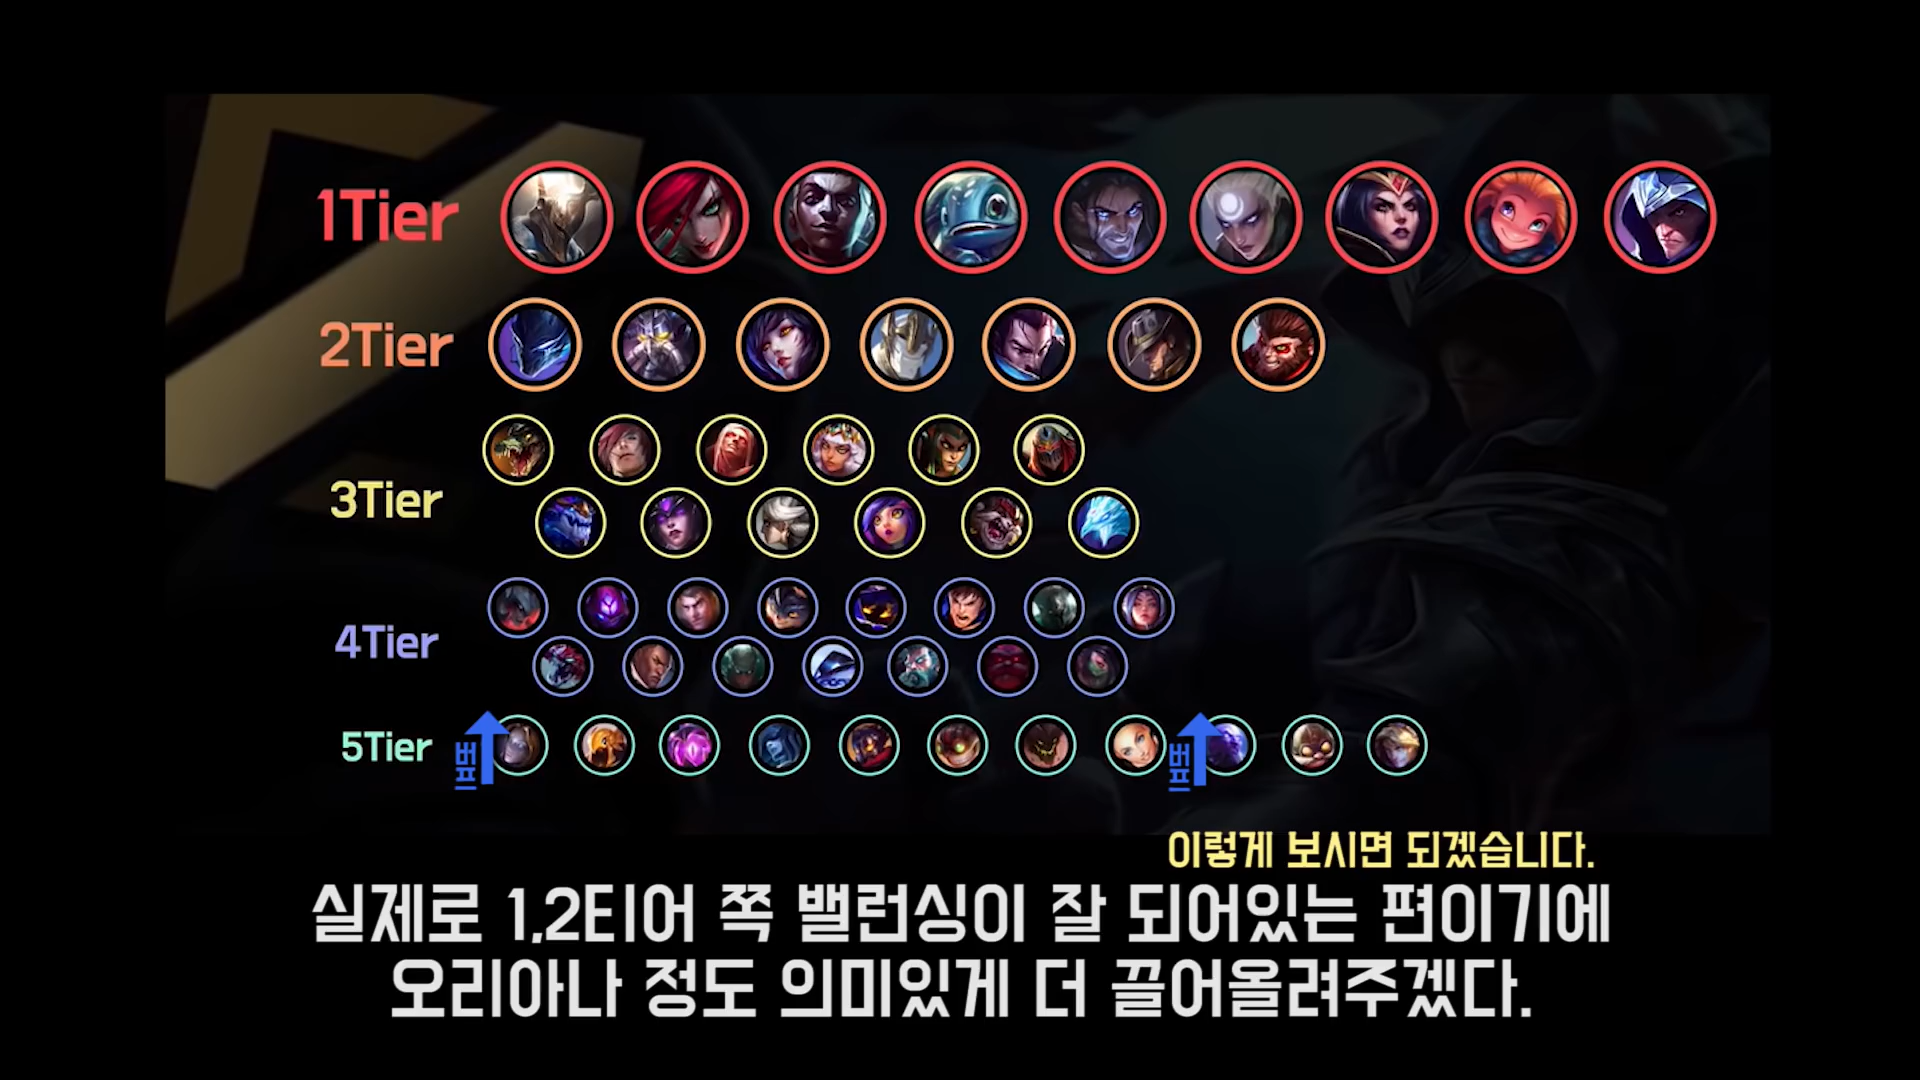 1Tier
2Tier
3Tier
4Tier
5Tier
버프
버프
이렇게 보시면 되겠습니다.
실제로 1,2티어 쪽 밸런싱이 잘 되어있는 편이기에
오리아나 정도 의미있게 더 끌어올려주겠다.